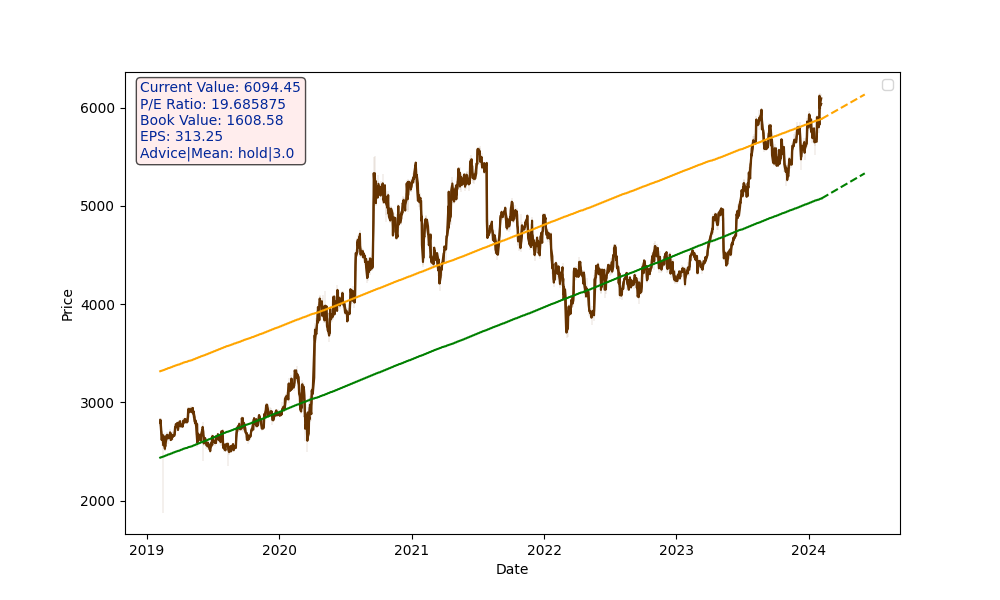 Current Value: 6094.45
P/E Ratio: 19.685875
Book Value: 1608.58
EPS: 313.25
Advice|Mean: hold|3.0
6000
5000
4000
3000
2000
Price
2019 2020 2021 2022 2023 2024
Date